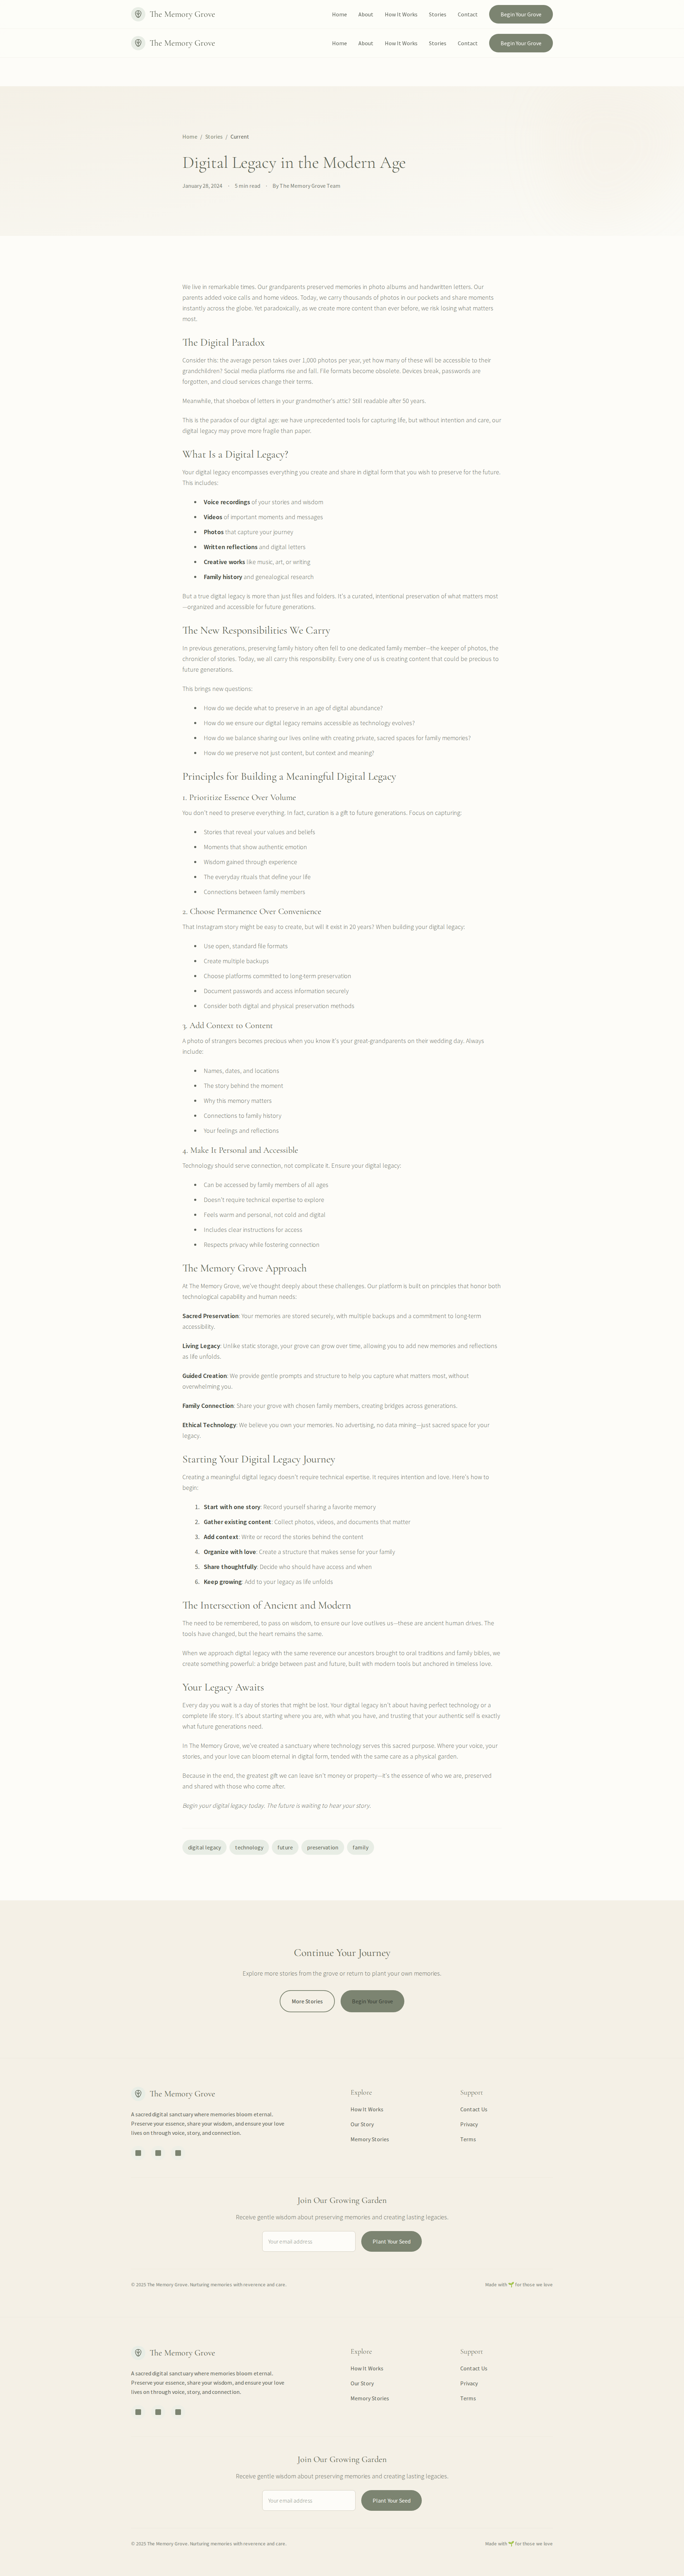 The Memory Grove
Home About How It Works Stories Contact Begin Your Grove
The Memory Grove
Home About How It Works Stories Contact Begin Your Grove
Home / Stories / Current
Digital Legacy in the Modern Age
January 28, 2024 · 5 min read · By The Memory Grove Team
We live in remarkable times. Our grandparents preserved memories in photo albums and handwritten letters. Our
parents added voice calls and home videos. Today, we carry thousands of photos in our pockets and share moments
instantly across the globe. Yet paradoxically, as we create more content than ever before, we risk losing what matters
most.
The Digital Paradox
Consider this: the average person takes over 1,000 photos per year, yet how many of these will be accessible to their
grandchildren? Social media platforms rise and fall. File formats become obsolete. Devices break, passwords are
forgotten, and cloud services change their terms.
Meanwhile, that shoebox of letters in your grandmother's attic? Still readable after 50 years.
This is the paradox of our digital age: we have unprecedented tools for capturing life, but without intention and care, our
digital legacy may prove more fragile than paper.
What Is a Digital Legacy?
Your digital legacy encompasses everything you create and share in digital form that you wish to preserve for the future.
This includes:
• Voice recordings of your stories and wisdom
• Videos of important moments and messages
• Photos that capture your journey
• Written reflections and digital letters
• Creative works like music, art, or writing
• Family history and genealogical research
But a true digital legacy is more than just files and folders. It's a curated, intentional preservation of what matters most
—organized and accessible for future generations.
The New Responsibilities We Carry
In previous generations, preserving family history often fell to one dedicated family member—the keeper of photos, the
chronicler of stories. Today, we all carry this responsibility. Every one of us is creating content that could be precious to
future generations.
This brings new questions:
• How do we decide what to preserve in an age of digital abundance?
• How do we ensure our digital legacy remains accessible as technology evolves?
• How do we balance sharing our lives online with creating private, sacred spaces for family memories?
• How do we preserve not just content, but context and meaning?
Principles for Building a Meaningful Digital Legacy
1. Prioritize Essence Over Volume
You don't need to preserve everything. In fact, curation is a gift to future generations. Focus on capturing:
• Stories that reveal your values and beliefs
• Moments that show authentic emotion
• Wisdom gained through experience
• The everyday rituals that define your life
• Connections between family members
2. Choose Permanence Over Convenience
That Instagram story might be easy to create, but will it exist in 20 years? When building your digital legacy:
• Use open, standard file formats
• Create multiple backups
• Choose platforms committed to long-term preservation
• Document passwords and access information securely
• Consider both digital and physical preservation methods
3. Add Context to Content
A photo of strangers becomes precious when you know it's your great-grandparents on their wedding day. Always
include:
• Names, dates, and locations
• The story behind the moment
• Why this memory matters
• Connections to family history
• Your feelings and reflections
4. Make It Personal and Accessible
Technology should serve connection, not complicate it. Ensure your digital legacy:
• Can be accessed by family members of all ages
• Doesn't require technical expertise to explore
• Feels warm and personal, not cold and digital
• Includes clear instructions for access
• Respects privacy while fostering connection
The Memory Grove Approach
At The Memory Grove, we've thought deeply about these challenges. Our platform is built on principles that honor both
technological capability and human needs:
Sacred Preservation: Your memories are stored securely, with multiple backups and a commitment to long-term
accessibility.
Living Legacy: Unlike static storage, your grove can grow over time, allowing you to add new memories and reflections
as life unfolds.
Guided Creation: We provide gentle prompts and structure to help you capture what matters most, without
overwhelming you.
Family Connection: Share your grove with chosen family members, creating bridges across generations.
Ethical Technology: We believe you own your memories. No advertising, no data mining—just sacred space for your
legacy.
Starting Your Digital Legacy Journey
Creating a meaningful digital legacy doesn't require technical expertise. It requires intention and love. Here's how to
begin:
1. Start with one story: Record yourself sharing a favorite memory
2. Gather existing content: Collect photos, videos, and documents that matter
3. Add context: Write or record the stories behind the content
4. Organize with love: Create a structure that makes sense for your family
5. Share thoughtfully: Decide who should have access and when
6. Keep growing: Add to your legacy as life unfolds
The Intersection of Ancient and Modern
The need to be remembered, to pass on wisdom, to ensure our love outlives us—these are ancient human drives. The
tools have changed, but the heart remains the same.
When we approach digital legacy with the same reverence our ancestors brought to oral traditions and family bibles, we
create something powerful: a bridge between past and future, built with modern tools but anchored in timeless love.
Your Legacy Awaits
Every day you wait is a day of stories that might be lost. Your digital legacy isn't about having perfect technology or a
complete life story. It's about starting where you are, with what you have, and trusting that your authentic self is exactly
what future generations need.
In The Memory Grove, we've created a sanctuary where technology serves this sacred purpose. Where your voice, your
stories, and your love can bloom eternal in digital form, tended with the same care as a physical garden.
Because in the end, the greatest gift we can leave isn't money or property—it's the essence of who we are, preserved
and shared with those who come after.
Begin your digital legacy today. The future is waiting to hear your story.
digital legacy technology future preservation family
Continue Your Journey
Explore more stories from the grove or return to plant your own memories.
More Stories Begin Your Grove
The Memory Grove
A sacred digital sanctuary where memories bloom eternal.
Preserve your essence, share your wisdom, and ensure your love
lives on through voice, story, and connection.
Explore
How It Works
Our Story
Memory Stories
Support
Contact Us
Privacy
Terms
Join Our Growing Garden
Receive gentle wisdom about preserving memories and creating lasting legacies.
Your email address Plant Your Seed
© 2025 The Memory Grove. Nurturing memories with reverence and care.
Made with 🌱 for those we love
The Memory Grove
A sacred digital sanctuary where memories bloom eternal.
Preserve your essence, share your wisdom, and ensure your love
lives on through voice, story, and connection.
Explore
How It Works
Our Story
Memory Stories
Support
Contact Us
Privacy
Terms
Join Our Growing Garden
Receive gentle wisdom about preserving memories and creating lasting legacies.
Your email address Plant Your Seed
© 2025 The Memory Grove. Nurturing memories with reverence and care.
Made with 🌱 for those we love